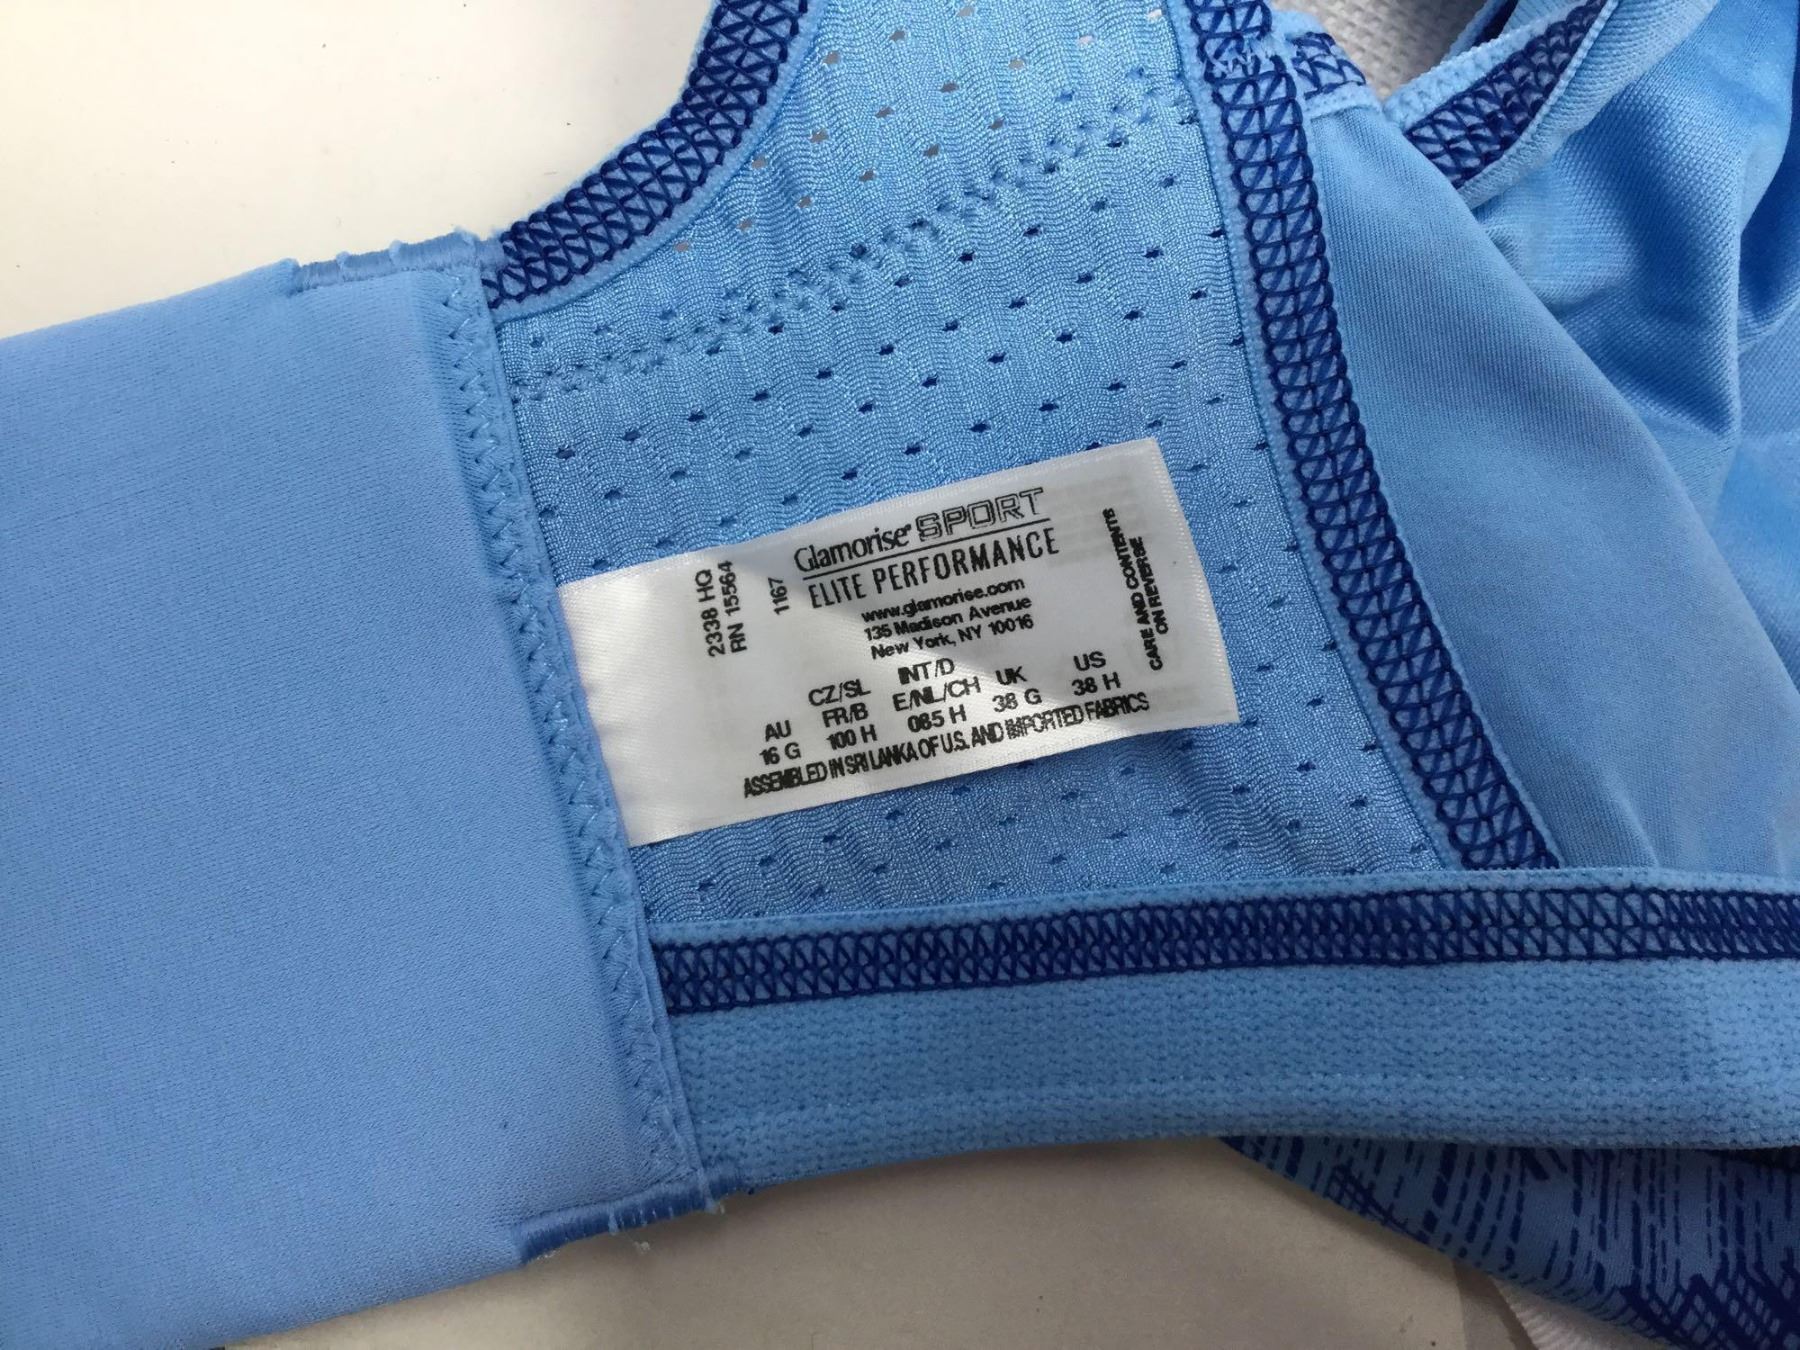 Glamorise® SPORT
ELITE PERFORMANCE
www.glamorise.com
135 Madison Avenue
New York, NY 10016
2338 HQ
RN 15564
1167
CARE AND CONTENTS
ON REVERSE
AU
16 G
CZ/SL
FR/B
100 H
INT/D
E/NL/CH
085 H
UK
38 G
US
38 H
ASSEMBLED IN SRI LANKA OF U.S. AND IMPORTED FABRICS